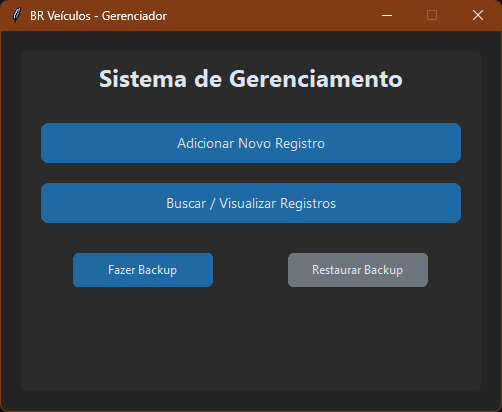 BR Veículos - Gerenciador
Sistema de Gerenciamento
Adicionar Novo Registro
Buscar / Visualizar Registros
Fazer Backup
Restaurar Backup